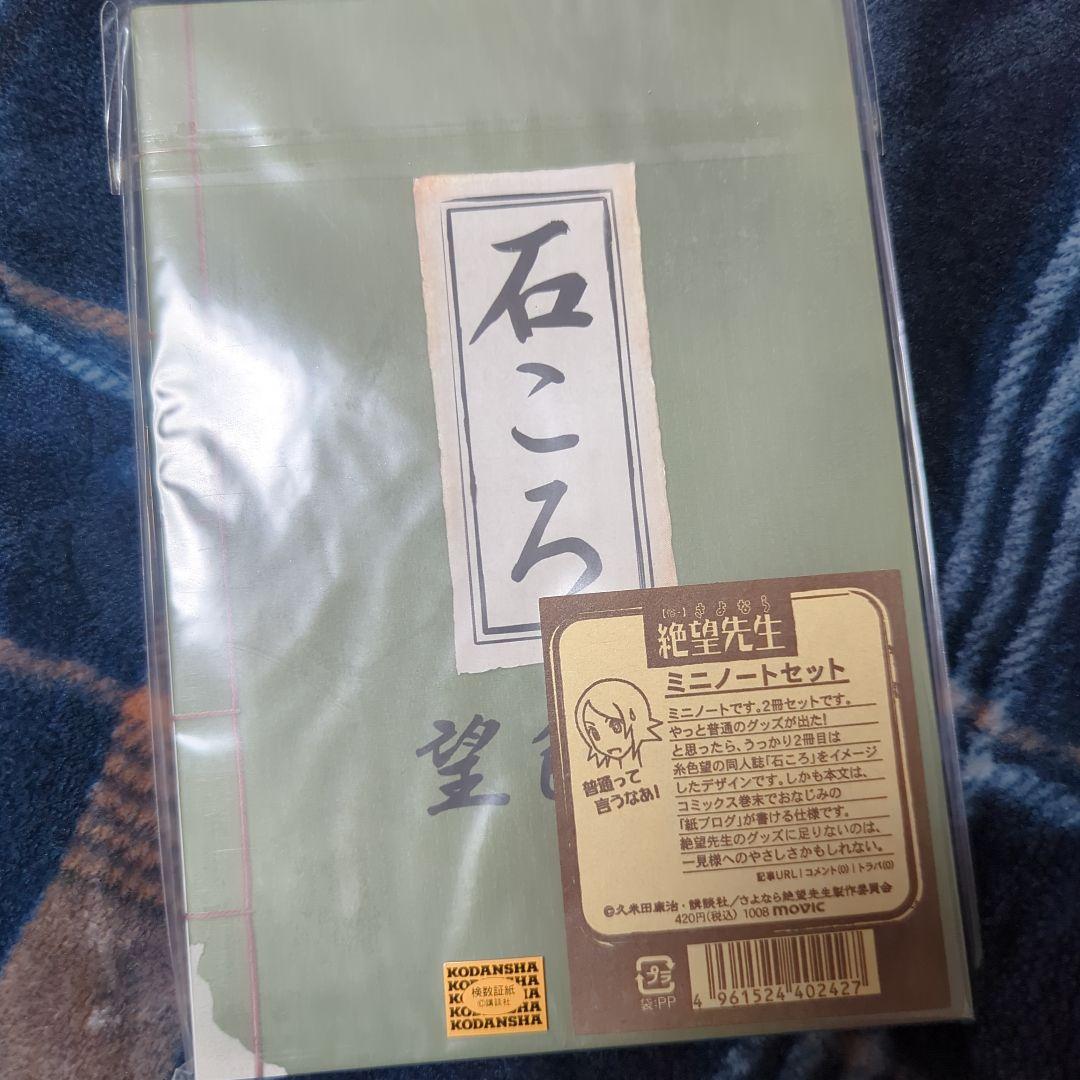 石ころ
望
【俗・】さよなら
絶望先生
ミニノートセット
ミニノートです。2冊セットです。
やっと普通のグッズが出た!
と思ったら、うっかり2冊目は
糸色望の同人誌「石ころ」をイメージ
したデザインです。しかも本文は、
コミックス巻末でおなじみの
「紙ブログ」が書ける仕様です。
絶望先生のグッズに足りないのは、
一見様へのやさしさかもしれない。
記事URL|コメント(0)|トラバ(0)
普通って
言うなあ!
©久米田康治・講談社/さよなら絶望先生製作委員会
420円(税込) 1008 movic
プラ
袋:PP
4 961524 402427
KODANSHA
検数証紙
©講談社
KODANSHA